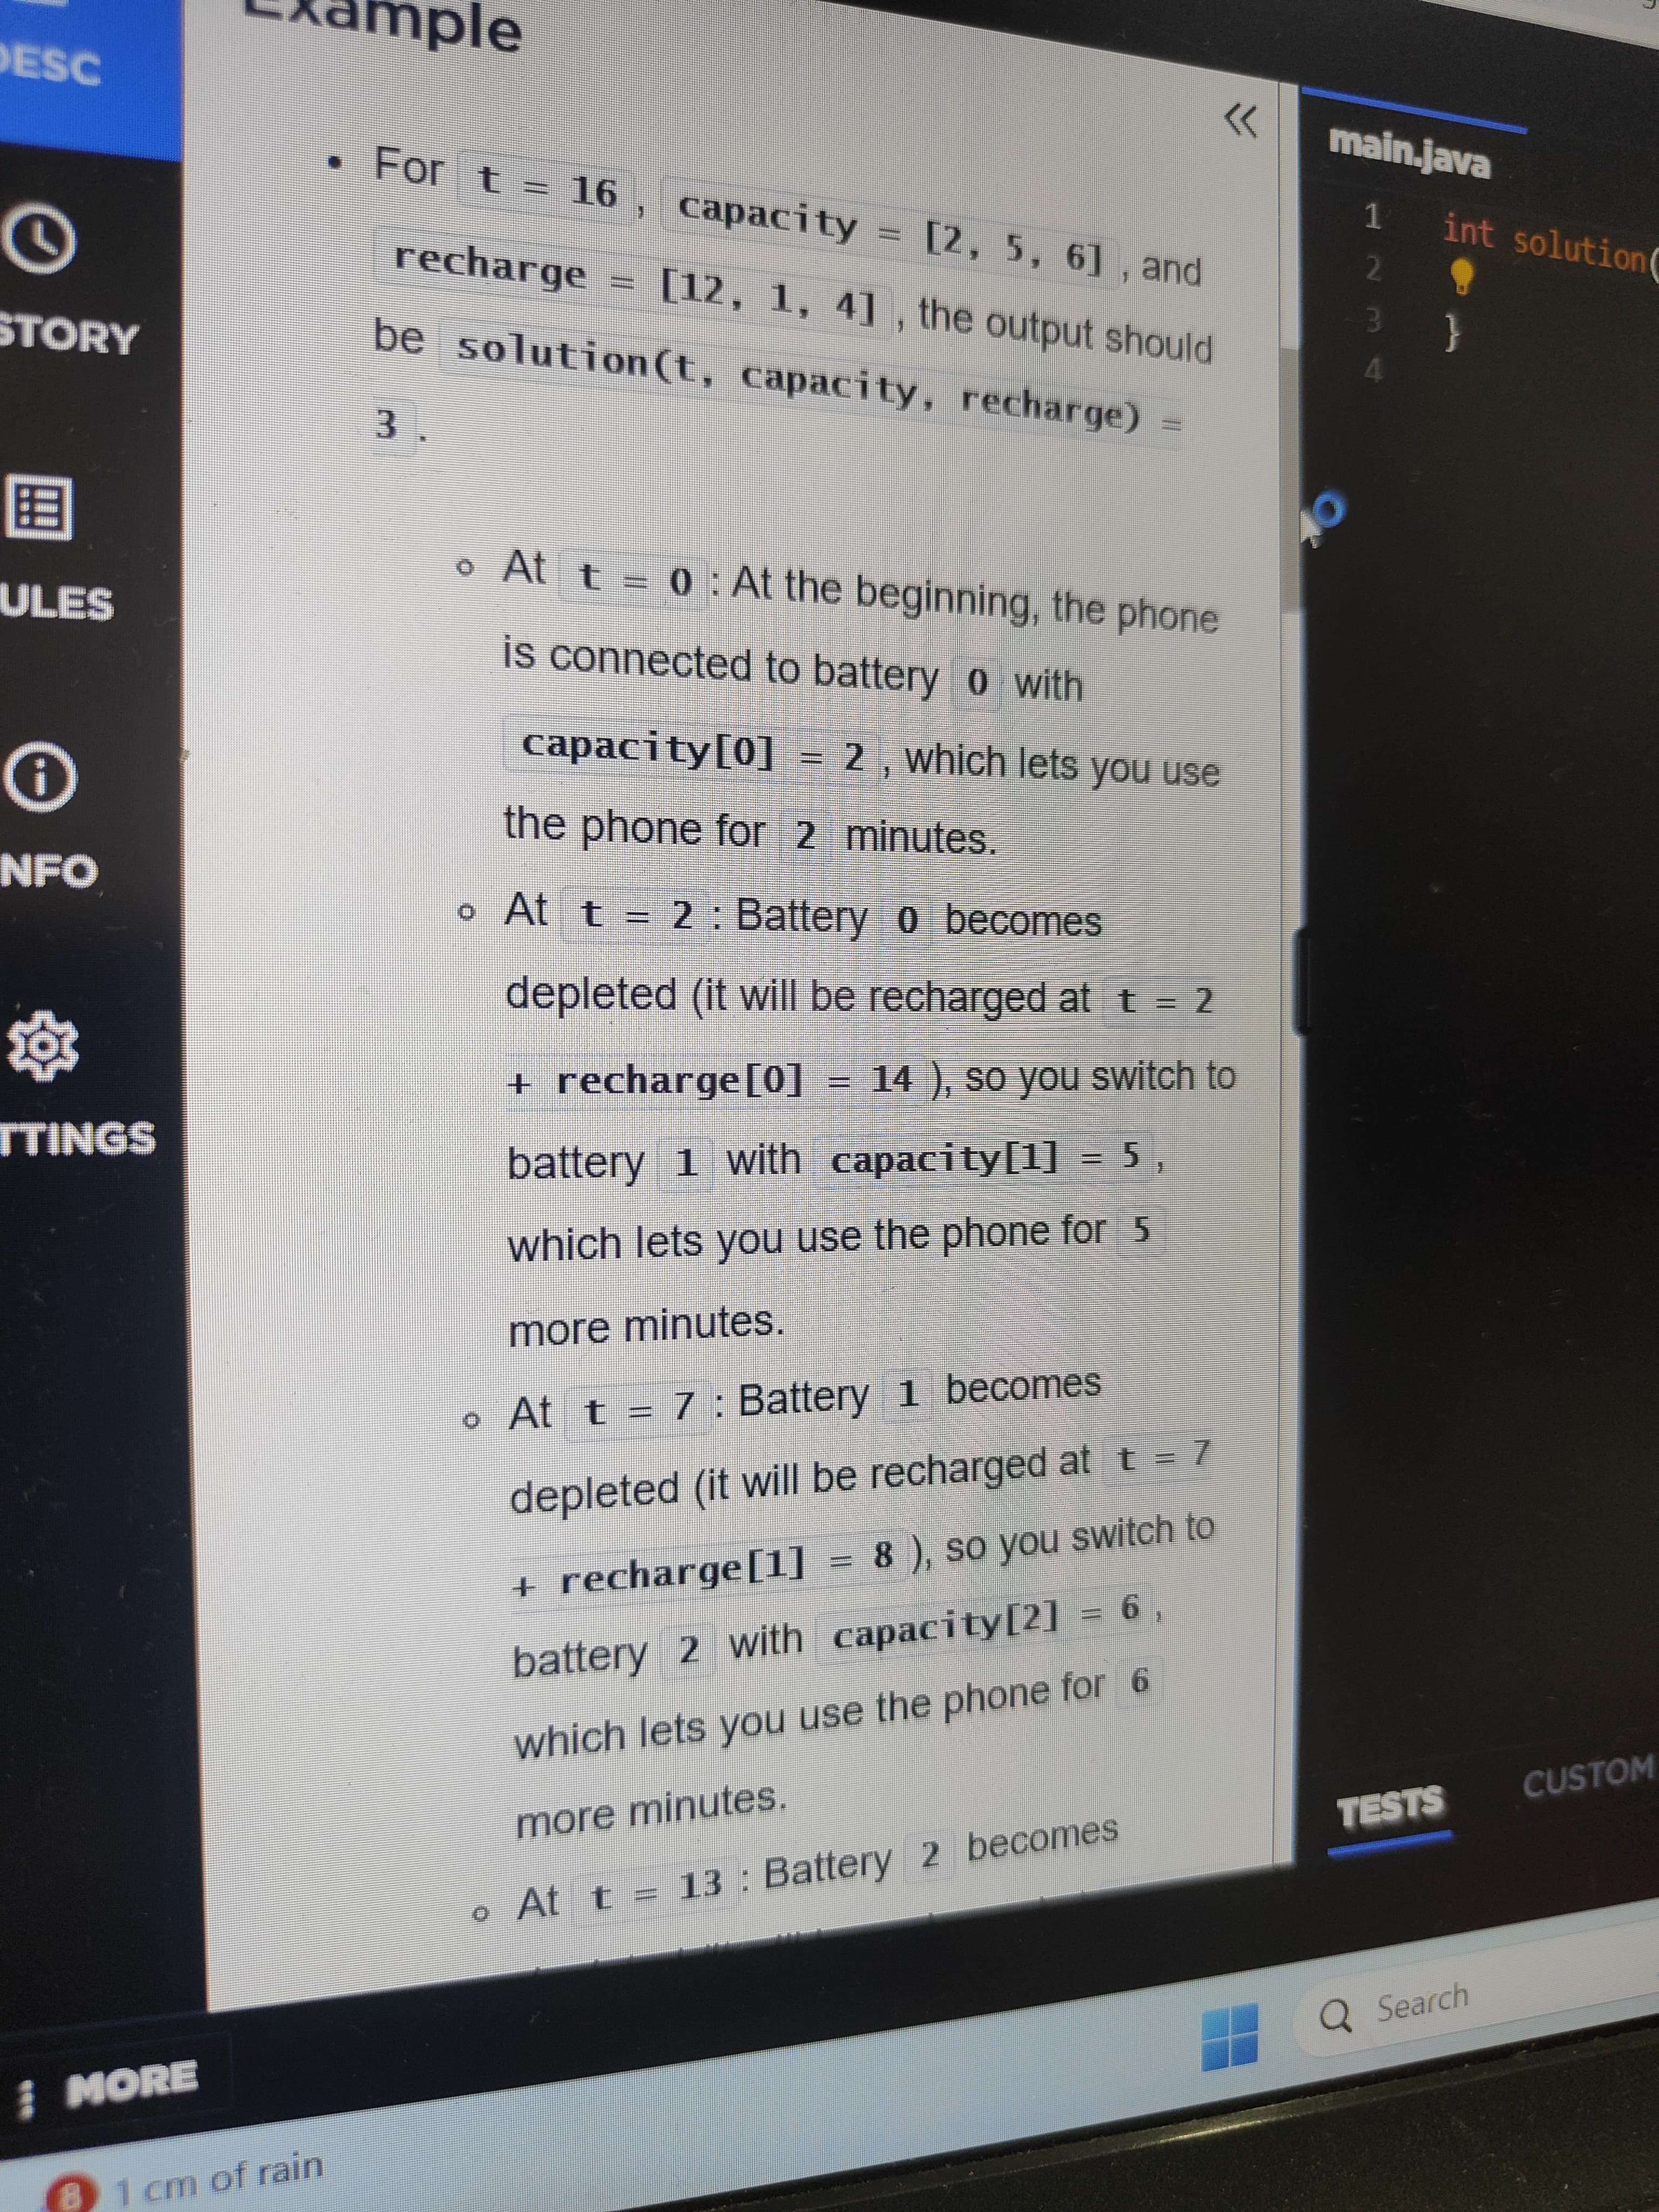 Example
DESC
«
main.java
• For t = 16 , capacity = [2, 5, 6] , and
recharge = [12, 1, 4] , the output should
be solution(t, capacity, recharge) =
3 .
1 int solution(
2
3 }
4
STORY
ULES
NFO
TTINGS
∘ At t = 0 : At the beginning, the phone
is connected to battery 0 with
capacity[0] = 2 , which lets you use
the phone for 2 minutes.
∘ At t = 2 : Battery 0 becomes
depleted (it will be recharged at t = 2
+ recharge[0] = 14 ), so you switch to
battery 1 with capacity[1] = 5 ,
which lets you use the phone for 5
more minutes.
∘ At t = 7 : Battery 1 becomes
depleted (it will be recharged at t = 7
+ recharge[1] = 8 ), so you switch to
battery 2 with capacity[2] = 6 ,
which lets you use the phone for 6
more minutes.
∘ At t = 13 : Battery 2 becomes
TESTS
CUSTOM
MORE
Search
8
1 cm of rain